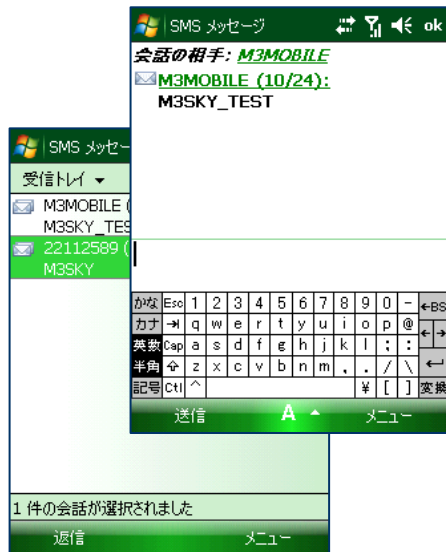 SMS メッセージ ok
会話の相手: M3MOBILE
M3MOBILE (10/24):
M3SKY_TEST
かな Esc 1 2 3 4 5 6 7 8 9 0 - ←BS
カナ q w e r t y u i o p @ ← →
英数 Cap a s d f g h j k l ; :
半角 z x c v b n m , . / \
記号 Ctl ^ ¥ [ ] 変換
送信 A メニュー
SMS メッセー
受信トレイ
M3MOBILE (
M3SKY_TES
22112589 (
M3SKY
1 件の会話が選択されました
返信 メニュー